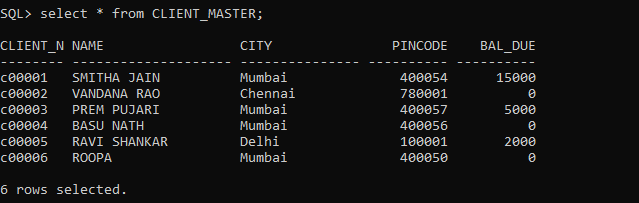 SQL> select * from CLIENT_MASTER;
CLIENT_N NAME                 CITY               PINCODE    BAL_DUE
-------- -------------------- --------------- ---------- ----------
c00001   SMITHA JAIN          Mumbai              400054      15000
c00002   VANDANA RAO          Chennai             780001          0
c00003   PREM PUJARI          Mumbai              400057       5000
c00004   BASU NATH            Mumbai              400056          0
c00005   RAVI SHANKAR         Delhi               100001       2000
c00006   ROOPA                Mumbai              400050          0
6 rows selected.